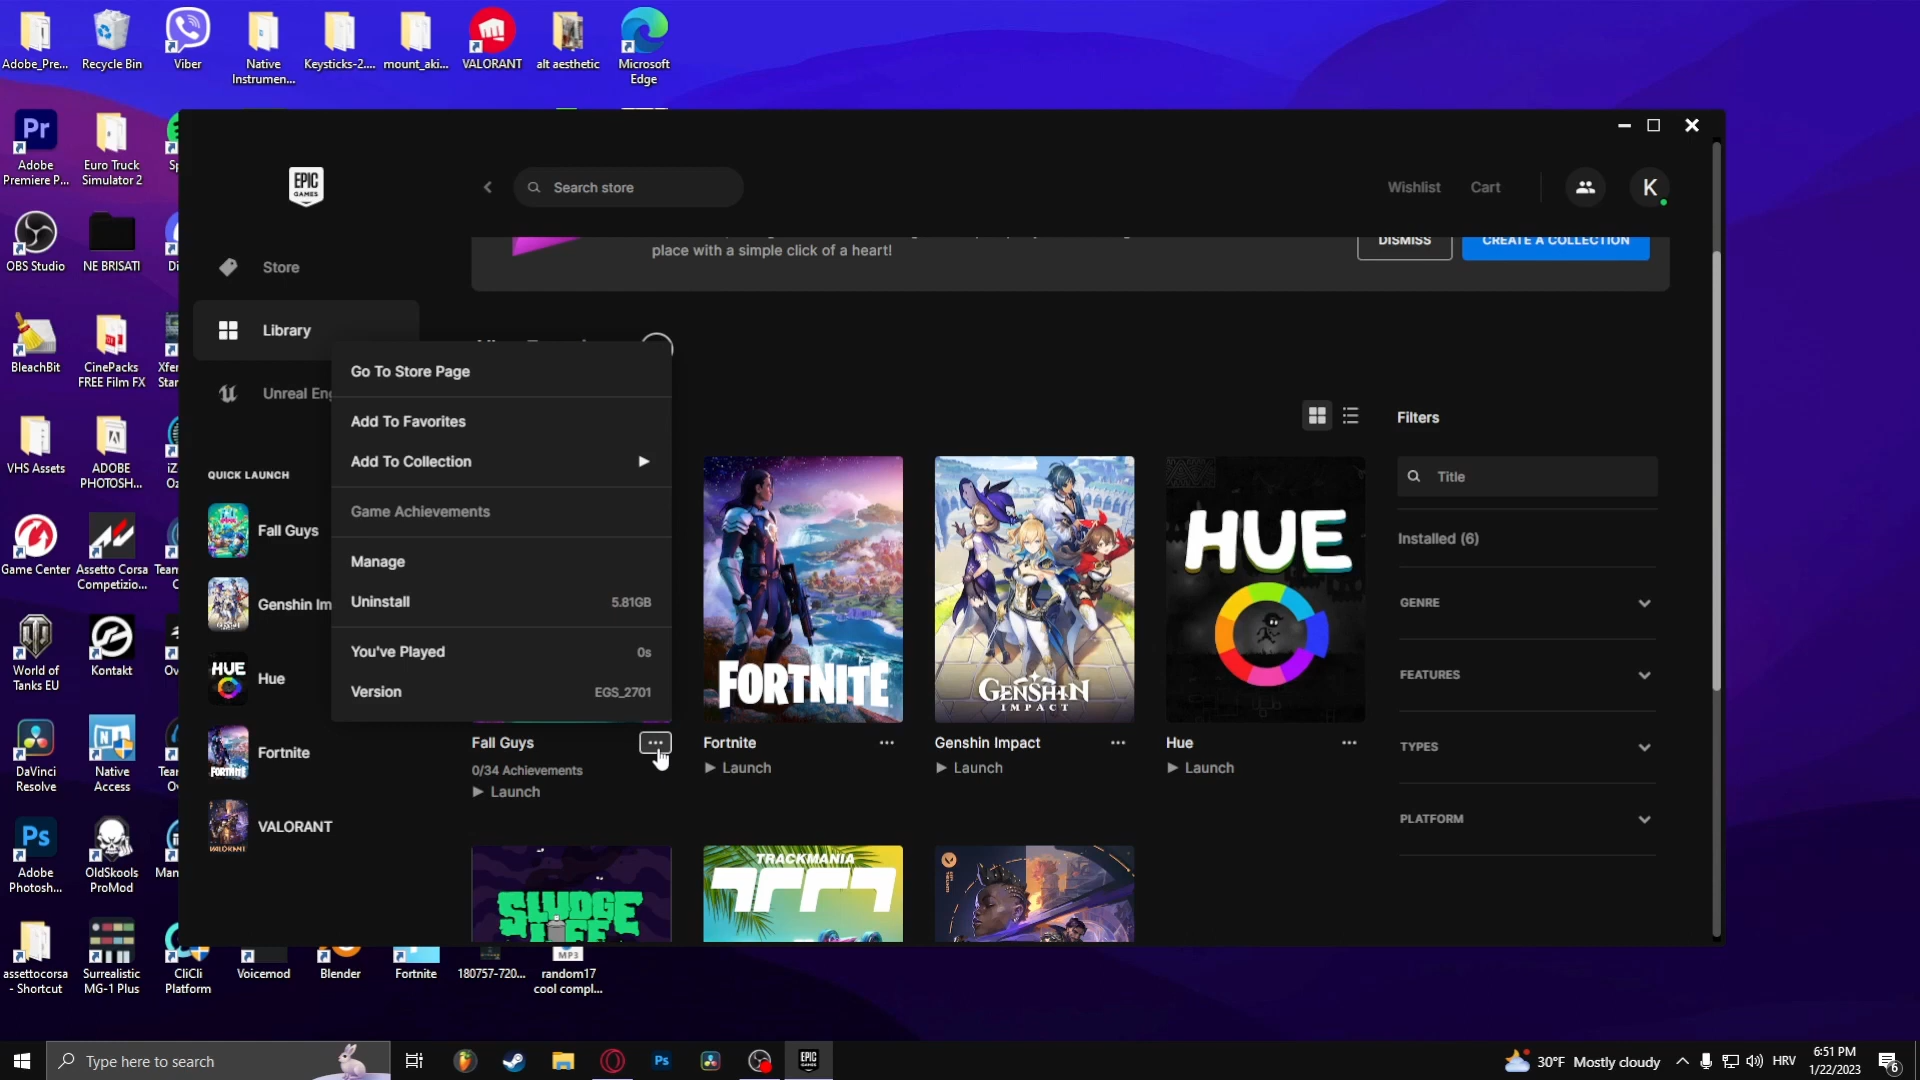 Adobe_Pre...
Recycle Bin
Viber
Native
Instrumen...
Keysticks-2....
mount_aki...
VALORANT
alt aesthetic
Microsoft
Edge
Adobe
Premiere P...
Euro Truck
Simulator 2
OBS Studio
NE BRISATI
BleachBit
CinePacks
FREE Film FX
VHS Assets
ADOBE
PHOTOSH...
Game Center
Assetto Corsa
Competizio...
World of
Tanks EU
Kontakt
DaVinci
Resolve
Native
Access
Adobe
Photosh...
OldSkools
ProMod
assettocorsa
- Shortcut
Surrealistic
MG-1 Plus
CliCli
Platform
Voicemod
Blender
Fortnite
180757-720...
MP3
random17
cool compl...
EPIC
GAMES
Search store
Wishlist
Cart
K
place with a simple click of a heart!
DISMISS
CREATE A COLLECTION
Store
Library
Unreal Eng
QUICK LAUNCH
Fall Guys
Genshin Im
Hue
Fortnite
VALORANT
Go To Store Page
Add To Favorites
Add To Collection
Game Achievements
Manage
Uninstall 5.81GB
You've Played 0s
Version EGS_2701
Filters
Title
Installed (6)
GENRE
FEATURES
TYPES
PLATFORM
FORTNITE
GENSHIN
IMPACT
HUE
Fall Guys
0/34 Achievements
Launch
Fortnite
Launch
Genshin Impact
Launch
Hue
Launch
SLUDGE
LIFE
TRACKMANIA
Type here to search
30°F Mostly cloudy
HRV
6:51 PM
1/22/2023
6